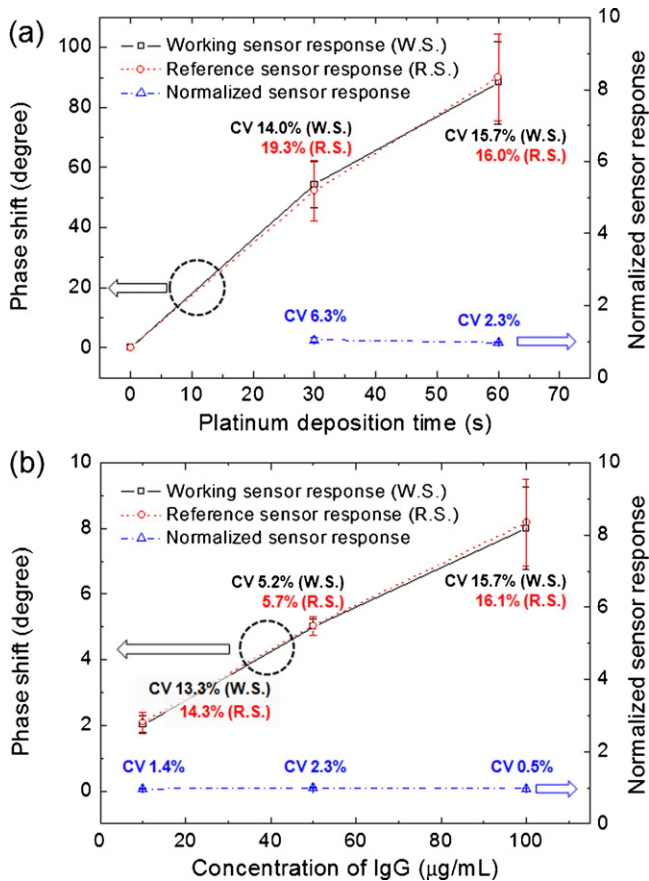 (a)
Working sensor response (W.S.)
Reference sensor response (R.S.)
Normalized sensor response
CV 14.0% (W.S.)
19.3% (R.S.)
CV 15.7% (W.S.)
16.0% (R.S.)
CV 6.3%
CV 2.3%
100
80
60
40
20
0
Phase shift (degree)
10
8
6
4
2
0
Normalized sensor response
0 10 20 30 40 50 60 70
Platinum deposition time (s)
(b)
Working sensor response (W.S.)
Reference sensor response (R.S.)
Normalized sensor response
CV 5.2% (W.S.)
5.7% (R.S.)
CV 15.7% (W.S.)
16.1% (R.S.)
CV 13.3% (W.S.)
14.3% (R.S.)
CV 1.4%
CV 2.3%
CV 0.5%
10
8
6
4
2
0
Phase shift (degree)
10
8
6
4
2
0
Normalized sensor response
0 20 40 60 80 100
Concentration of IgG (μg/mL)